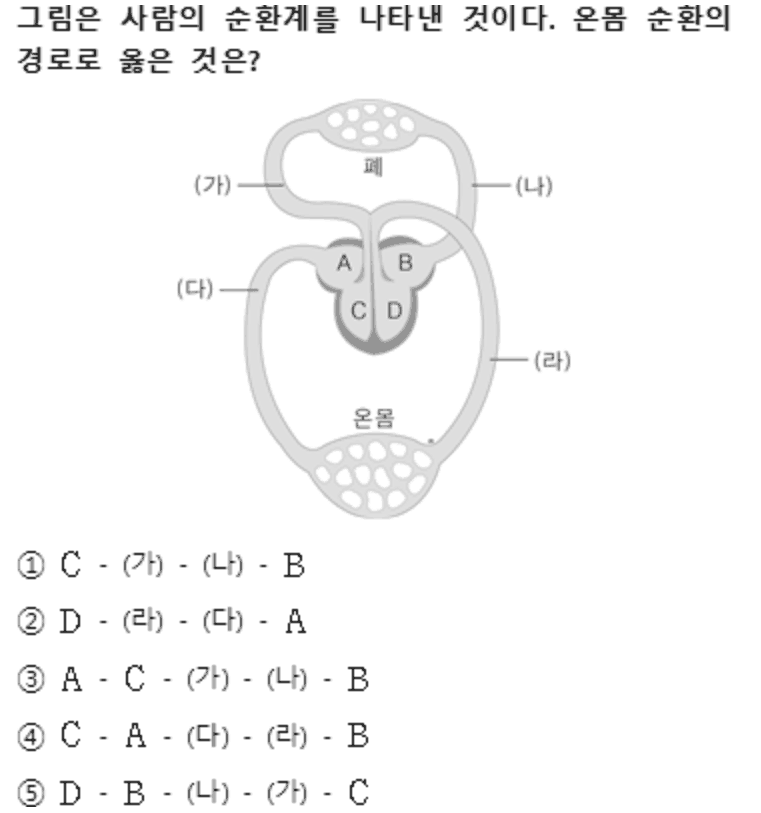 그림은 사람의 순환계를 나타낸 것이다. 온몸 순환의
경로로 옳은 것은?
폐
(가)
(나)
A
B
(다)
C
D
(라)
온몸
① C - (가) - (나) - B
② D - (라) - (다) - A
③ A - C - (가) - (나) - B
④ C - A - (다) - (라) - B
⑤ D - B - (나) - (가) - C